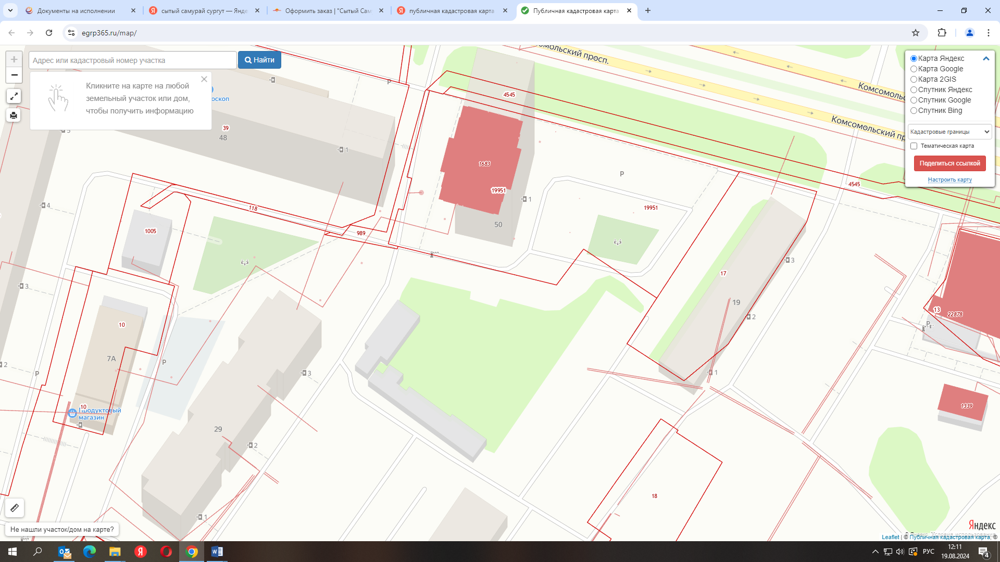 Документы на исполнении
сытый самурай сургут — Янде
Оформить заказ | "Сытый Сам
публичная кадастровая карта
Публичная кадастровая карта
egrp365.ru/map/
Адрес или кадастровый номер участка
Найти
Кликните на карте на любой
земельный участок или дом,
чтобы получить информацию
оскоп
омольский просп.
Комсомольс
Комсомольский пр
Карта Яндекс
Карта Google
Карта 2GIS
Спутник Яндекс
Спутник Google
Спутник Bing
Кадастровые границы
Тематическая карта
Поделиться ссылкой
Настроить карту
P
4545
39
48
5
1
1683
19951
P
4545
1
4
118
19951
1005
50
989
17
3
3
19
2
13
22878
P
10
7А
P
2
P
3
1
10
Продуктовый
магазин
1339
29
2
18
1
Не нашли участок/дом на карте?
Яндекс
© Яндекс Условия использования
Leaflet | © Публичная кадастровая карта, ©
РУС
12:11
19.08.2024
4